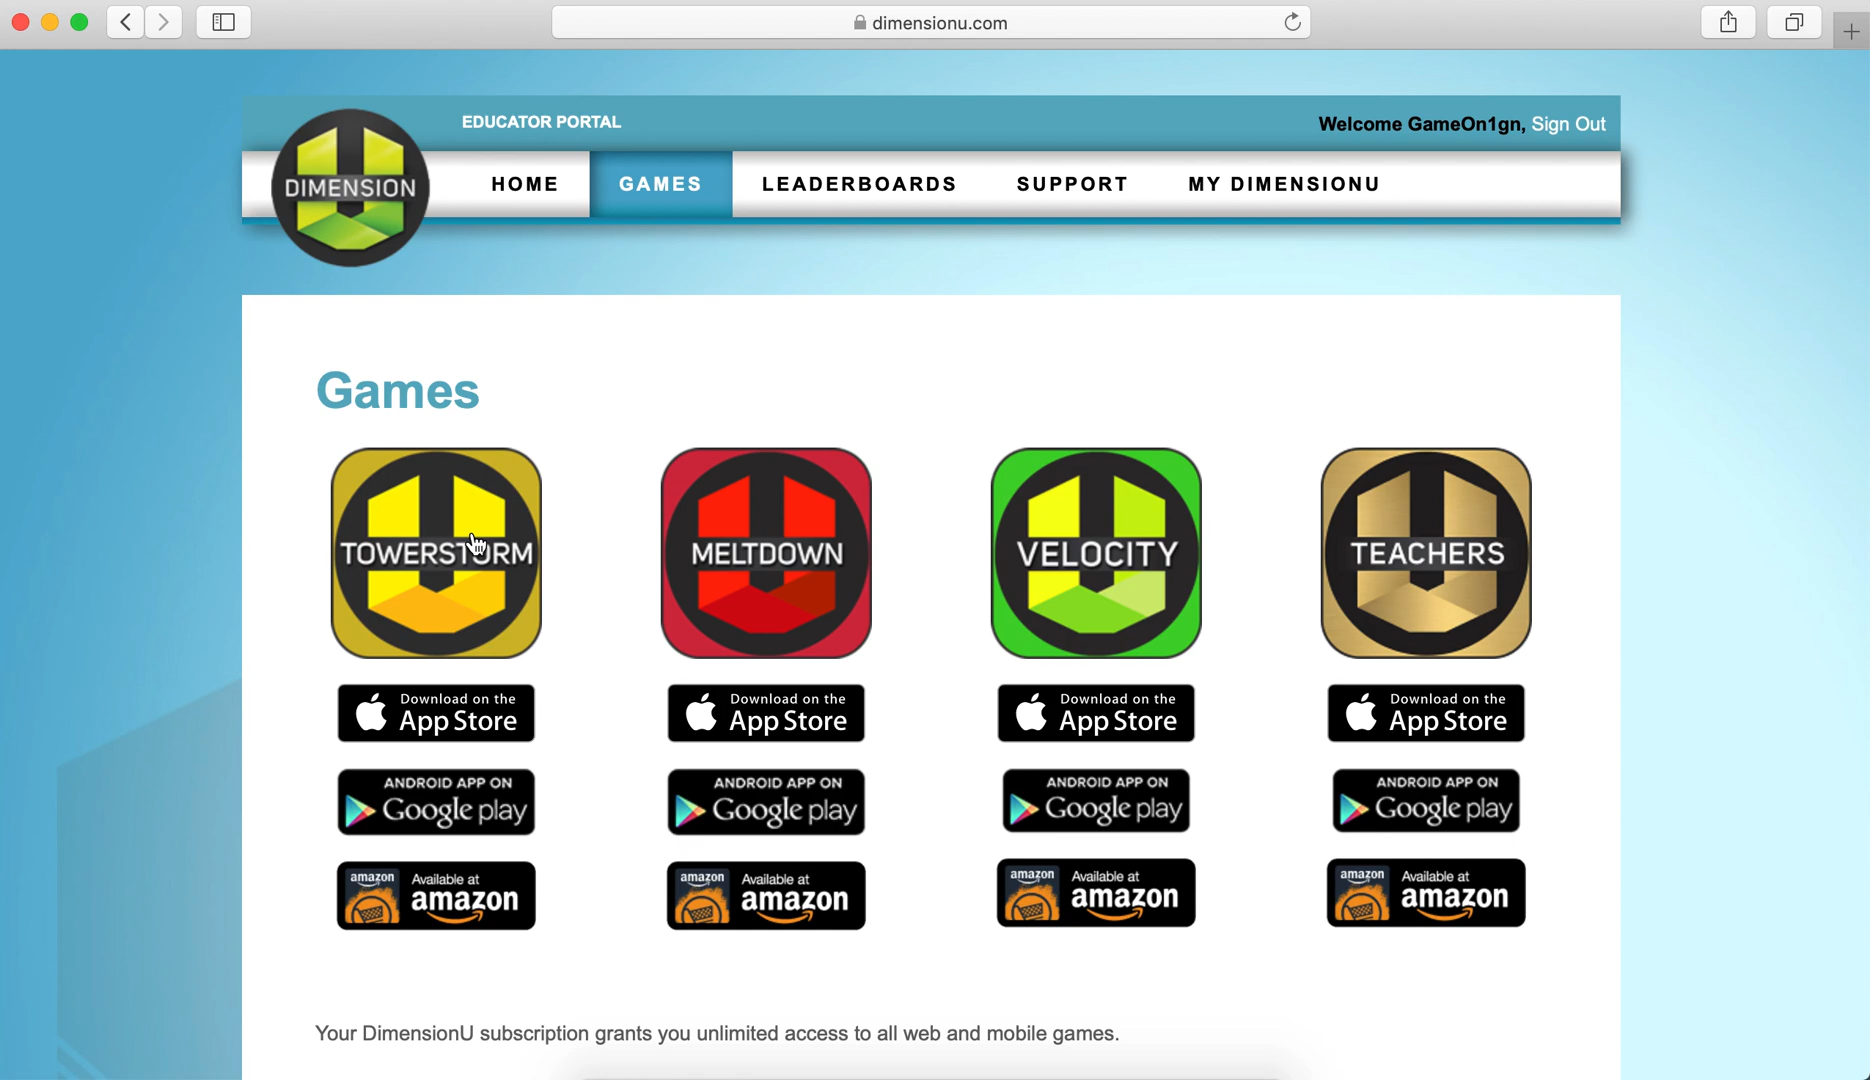 dimensionu.com
EDUCATOR PORTAL
Welcome GameOn1gn, Sign Out
DIMENSION
HOME GAMES LEADERBOARDS SUPPORT MY DIMENSIONU
Games
TOWERSTORM MELTDOWN VELOCITY TEACHERS
Download on the Download on the Download on the Download on the
App Store App Store App Store App Store
ANDROID APP ON ANDROID APP ON ANDROID APP ON ANDROID APP ON
Google play Google play Google play Google play
amazon Available at amazon Available at amazon Available at amazon Available at
amazon amazon amazon amazon
Your DimensionU subscription grants you unlimited access to all web and mobile games.